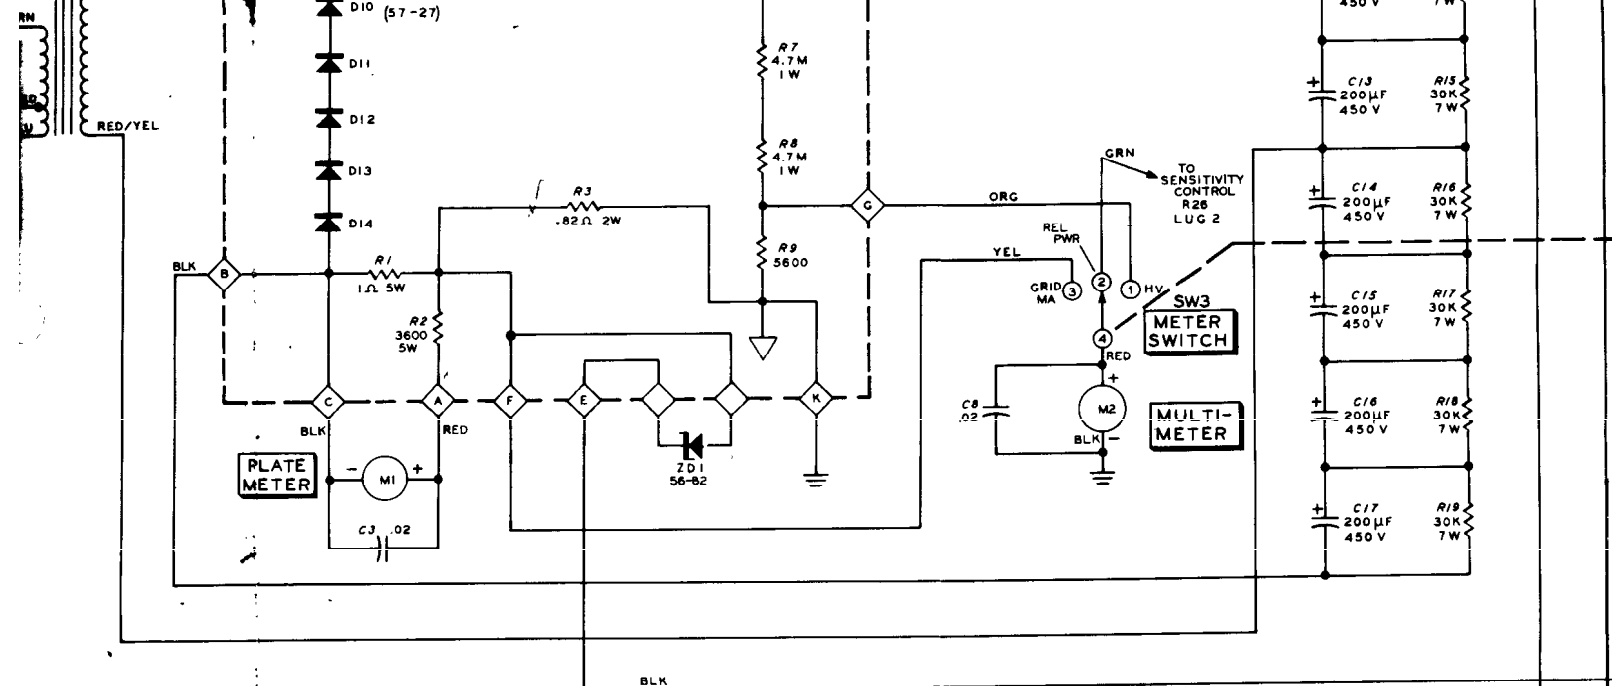 RN
D10
(57-27)
450 V
7 W
D11
R7
4.7M
1 W
C13
+
200µF
450 V
R15
30K
7 W
D12
RED/YEL
R8
4.7M
1 W
GRN
TO
SENSITIVITY
CONTROL
R26
LUG 2
D13
R3
.82Ω 2W
G
ORG
C14
+
200µF
450 V
R16
30K
7 W
D14
REL
PWR
BLK
B
R1
1Ω 5W
R9
5600
YEL
GRID
MA
3
2
1
HV
SW3
METER
SWITCH
C15
+
200µF
450 V
R17
30K
7 W
R2
3600
5W
4
RED
C
A
F
E
K
C8
.02
+
M2
BLK
-
MULTI-
METER
C16
+
200µF
450 V
R18
30K
7 W
BLK
RED
PLATE
METER
-
M1
+
ZD1
56-82
C3 .02
C17
+
200µF
450 V
R19
30K
7 W
BLK